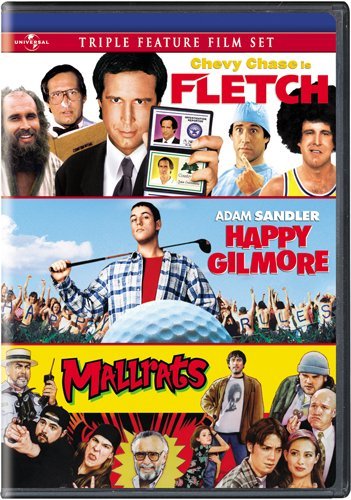 UNIVERSAL
TRIPLE FEATURE FILM SET
Chevy Chase is
FLETCH
ADAM SANDLER
HAPPY
GILMORE
Mallrats